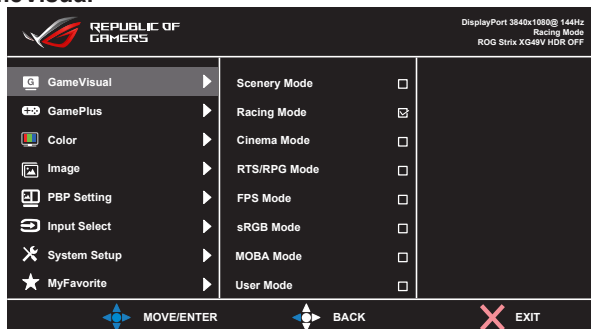 REPUBLIC OF
GAMERS
DisplayPort 3840x1080@ 144Hz
Racing Mode
ROG Strix XG49V HDR OFF
G
GameVisual
GamePlus
Color
Image
PBP Setting
Input Select
System Setup
MyFavorite
Scenery Mode
Racing Mode
Cinema Mode
RTS/RPG Mode
FPS Mode
sRGB Mode
MOBA Mode
User Mode
MOVE/ENTER
BACK
EXIT